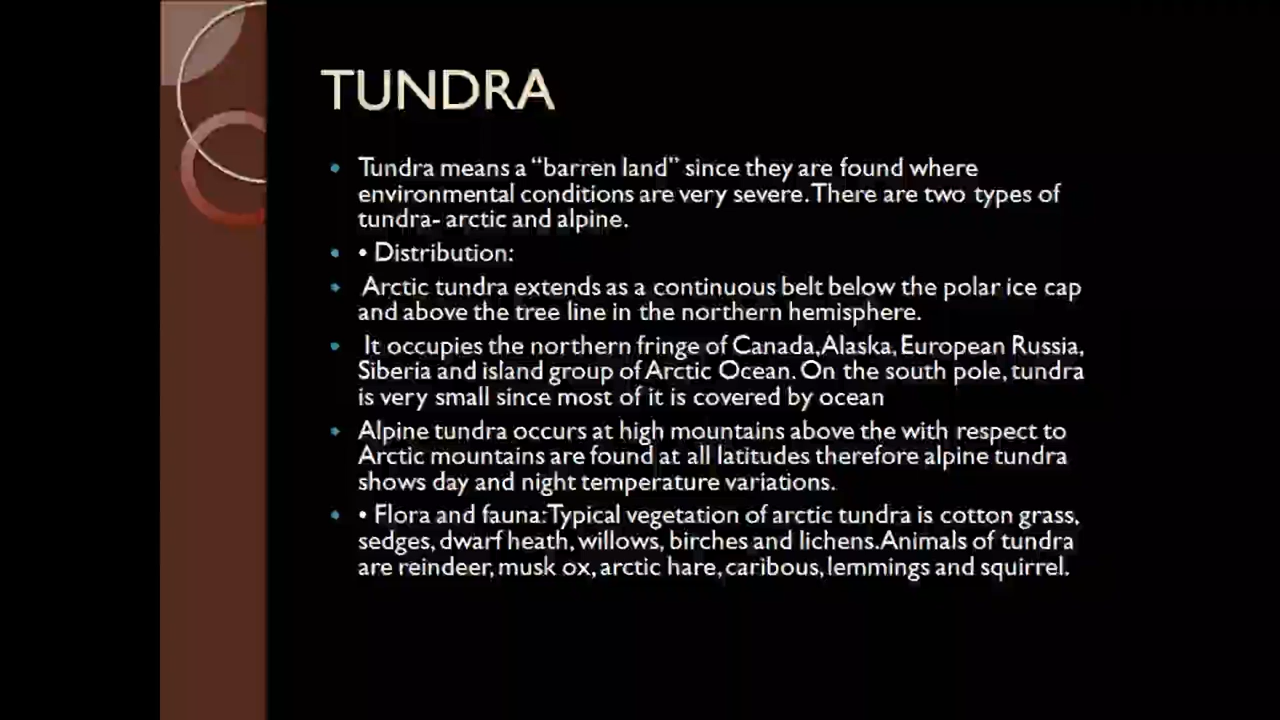 TUNDRA
• Tundra means a “barren land” since they are found where
environmental conditions are very severe. There are two types of
tundra- arctic and alpine.
• • Distribution:
• Arctic tundra extends as a continuous belt below the polar ice cap
and above the tree line in the northern hemisphere.
• It occupies the northern fringe of Canada, Alaska, European Russia,
Siberia and island group of Arctic Ocean. On the south pole, tundra
is very small since most of it is covered by ocean
• Alpine tundra occurs at high mountains above the with respect to
Arctic mountains are found at all latitudes therefore alpine tundra
shows day and night temperature variations.
• • Flora and fauna: Typical vegetation of arctic tundra is cotton grass,
sedges, dwarf heath, willows, birches and lichens. Animals of tundra
are reindeer, musk ox, arctic hare, caribous, lemmings and squirrel.